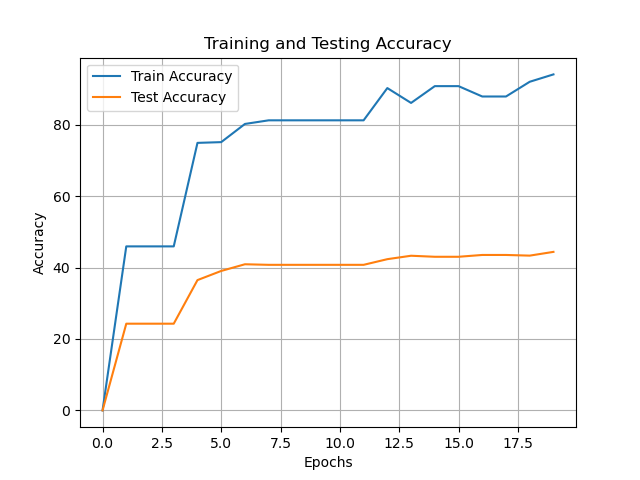 Training and Testing Accuracy
Train Accuracy
Test Accuracy
80
60
40
20
0
Accuracy
0.0 2.5 5.0 7.5 10.0 12.5 15.0 17.5
Epochs